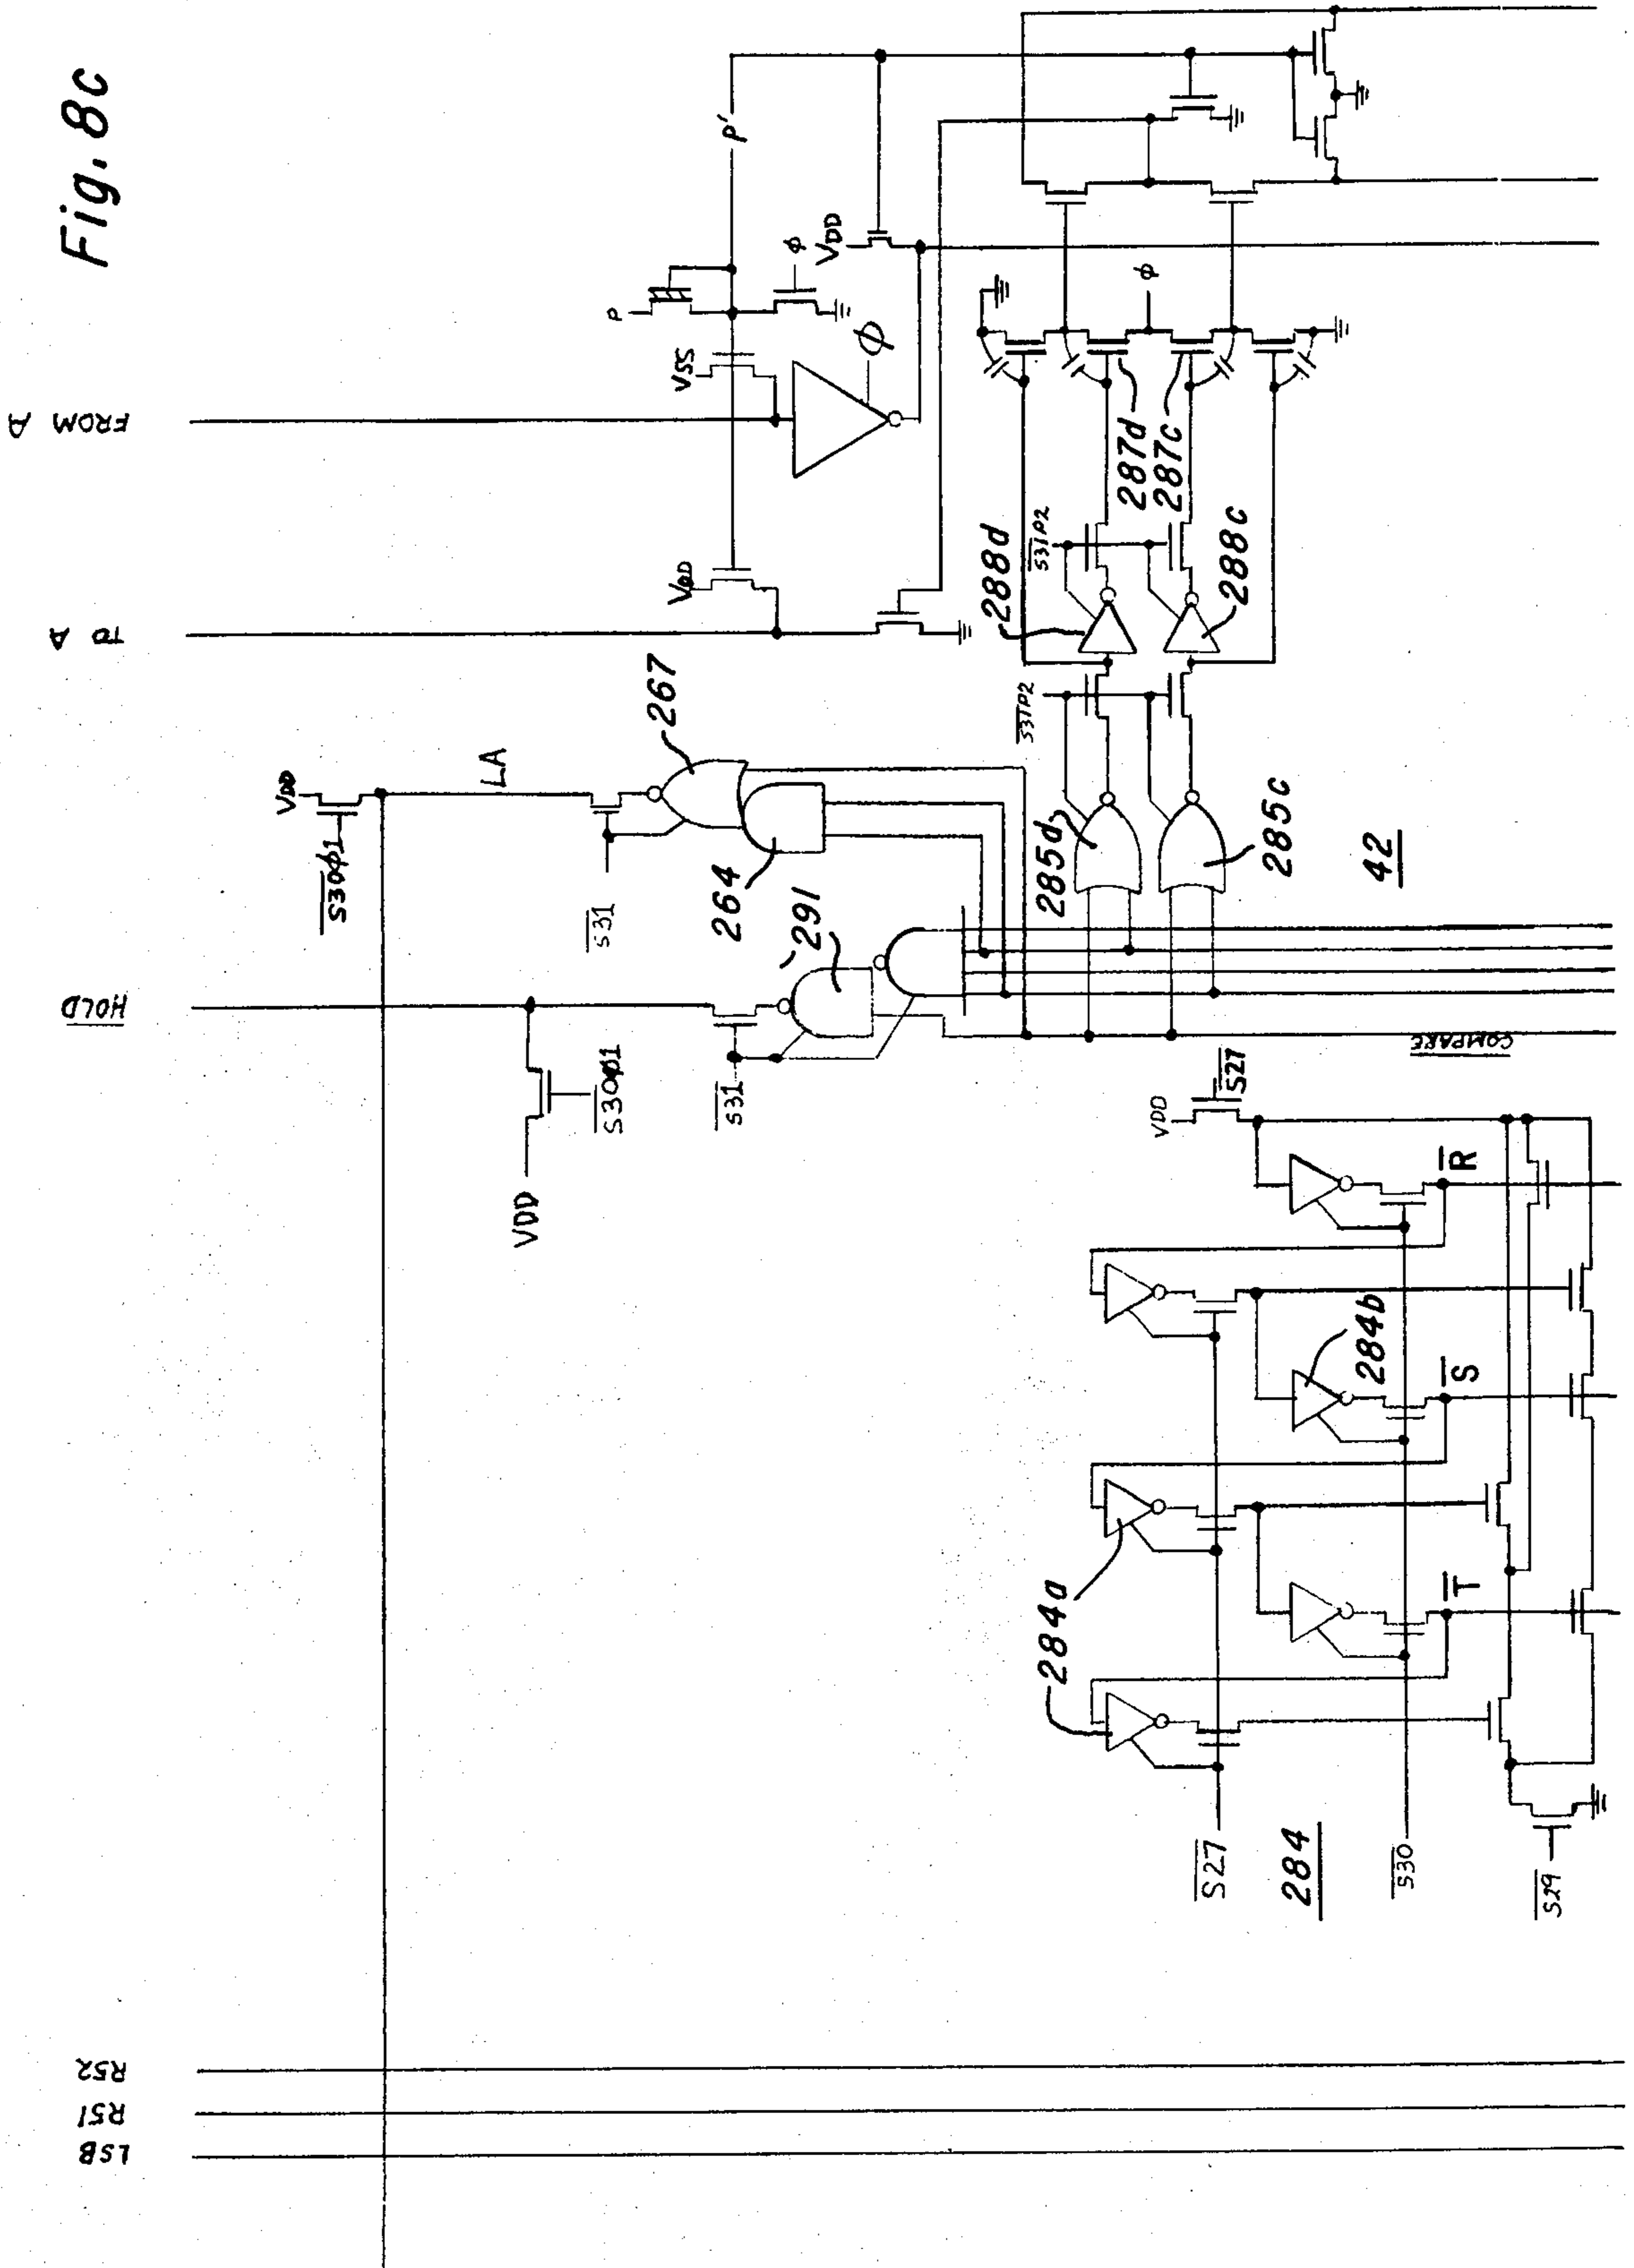 Fig. 8c
FROM A
TO A
HOLD
RS2
RS1
LSB
P'
P
VSS
φ
VDD
φ
VDD
φ
267
VDD
LA
S30φ1
S31
264
291
S31
S30φ1
VDD
S31P2
288d
287d
287c
288c
S31P2
285d
285c
42
COMPARE
S27
VDD
R
284b
S
284a
T
S27
284
S30
S29